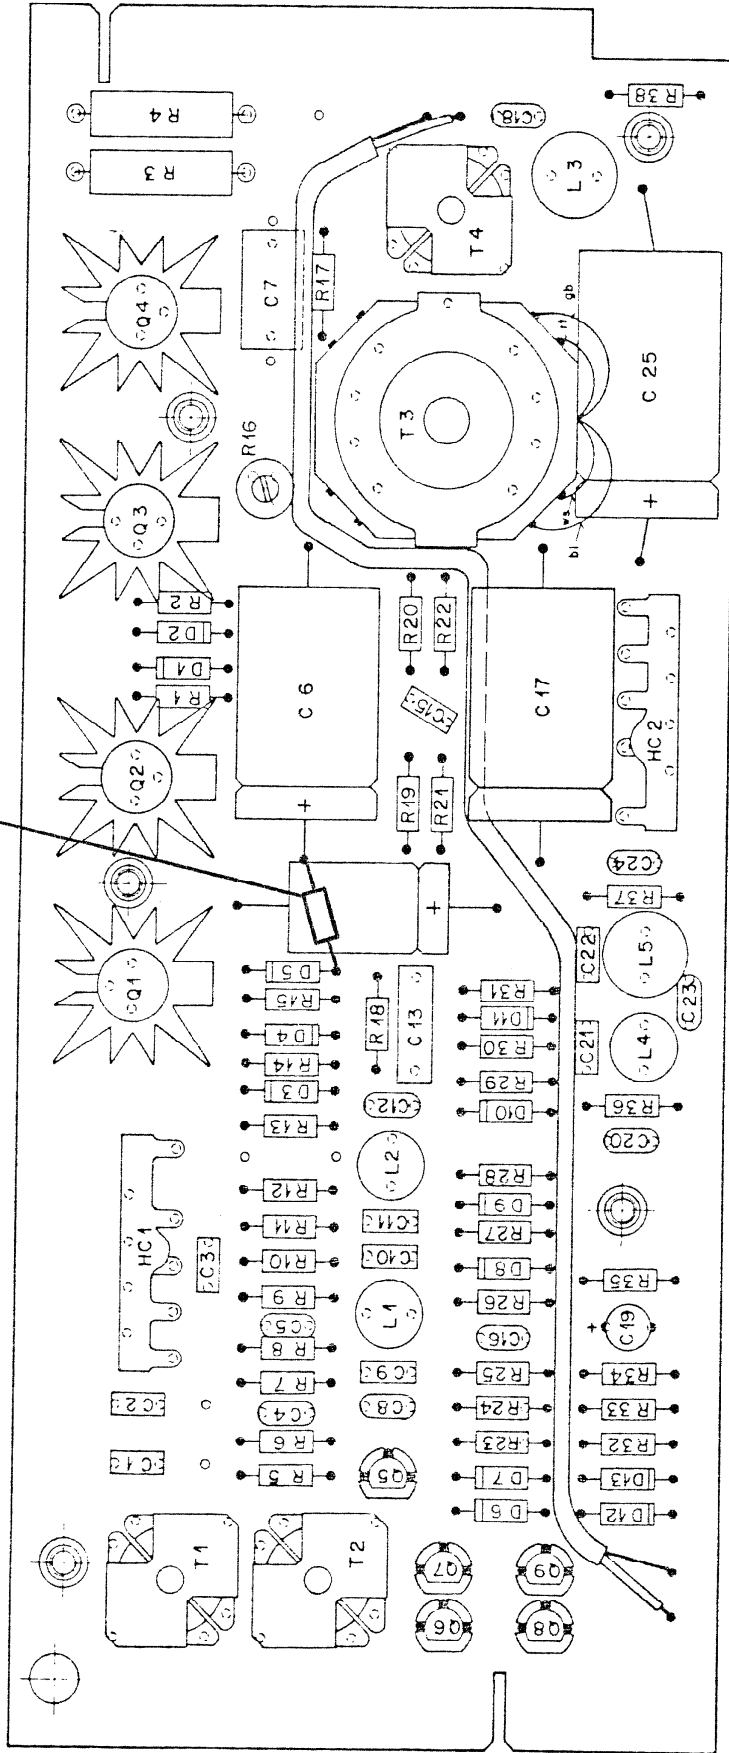 R38
C18
R4
R3
L3
T4
Q4
C7
R17
gb
rt
C 25
+
T3
R16
Q3
ws
bl
R2
D2
D1
R1
C 6
+
R20
R22
C15
C17
HC2
Q2
R19
R21
C24
R37
+
Q1
D5
R15
D4
R14
D3
R13
R18
C13
R31
D11
R30
R29
D10
C22
L5
C23
C21
L4
R36
C20
C12
L2
HC1
C3
R12
R11
R10
R9
C5
R8
R7
C4
R6
R5
C11
C10
L1
C9
C8
Q5
R28
D9
R27
D8
R26
C16
R25
R24
R23
D7
D6
R35
+
C19
R34
R33
R32
D13
D12
C2
C1
T1
T2
Q7
Q9
Q6
Q8